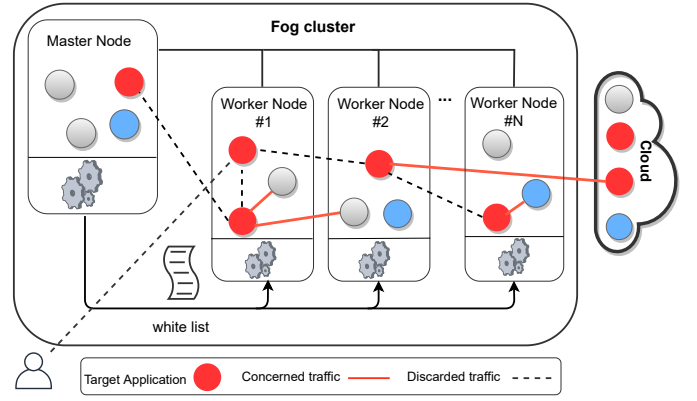 Fog cluster
Master Node
Worker Node
#1
Worker Node
#2
...
Worker Node
#N
Cloud
white list
Target Application
Concerned traffic
Discarded traffic